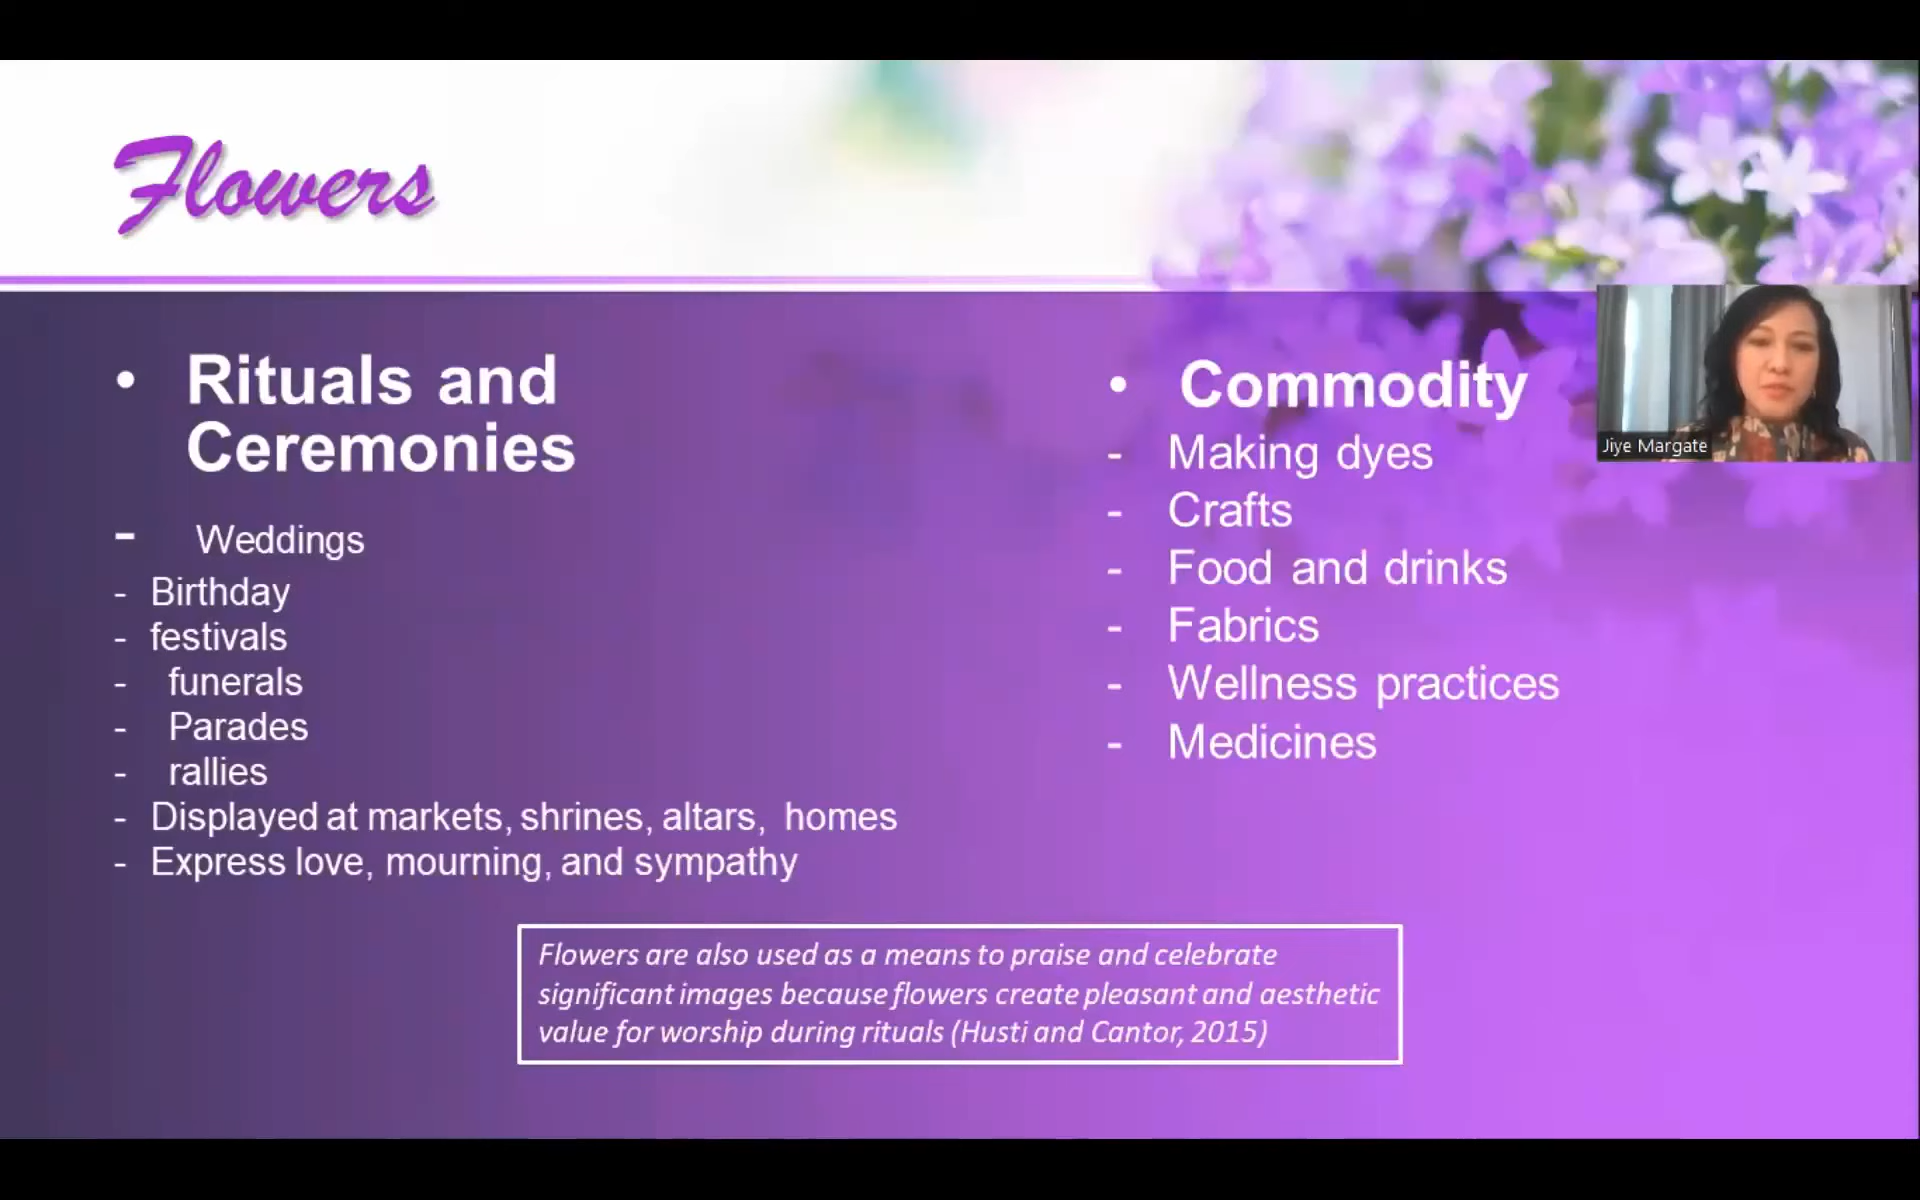 Flowers
• Rituals and
Ceremonies
- Weddings
- Birthday
- festivals
- funerals
- Parades
- rallies
- Displayed at markets, shrines, altars, homes
- Express love, mourning, and sympathy
• Commodity
- Making dyes
- Crafts
- Food and drinks
- Fabrics
- Wellness practices
- Medicines
Jiye Margate
Flowers are also used as a means to praise and celebrate
significant images because flowers create pleasant and aesthetic
value for worship during rituals (Husti and Cantor, 2015)